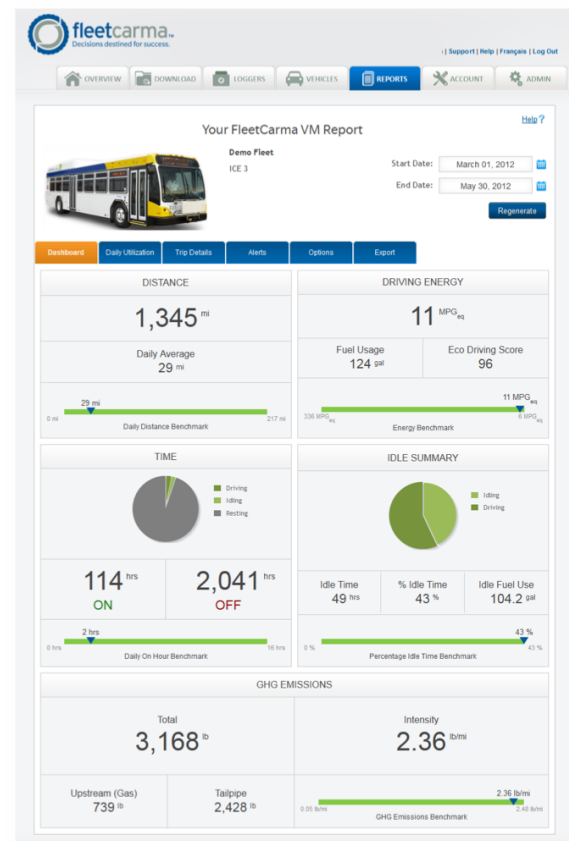 fleetcarma™
Decisions destined for success.
| Support | Help | Français | Log Out
OVERVIEW DOWNLOAD LOGGERS VEHICLES REPORTS ACCOUNT ADMIN
Help ?
Your FleetCarma VM Report
Demo Fleet
ICE 3
Start Date: March 01, 2012
End Date: May 30, 2012
Regenerate
Dashboard Daily Utilization Trip Details Alerts Options Export
DISTANCE
1,345 mi
Daily Average
29 mi
29 mi
0 mi 217 mi
Daily Distance Benchmark
DRIVING ENERGY
11 MPGeq
Fuel Usage
124 gal
Eco Driving Score
96
11 MPGeq
336 MPGeq 6 MPGeq
Energy Benchmark
TIME
Driving
Idling
Resting
114 hrs
ON
2,041 hrs
OFF
2 hrs
0 hrs 16 hrs
Daily On Hour Benchmark
IDLE SUMMARY
Idling
Driving
Idle Time
49 hrs
% Idle Time
43 %
Idle Fuel Use
104.2 gal
43 %
0 % 43 %
Percentage Idle Time Benchmark
GHG EMISSIONS
Total
3,168 lb
Intensity
2.36 lb/mi
Upstream (Gas)
739 lb
Tailpipe
2,428 lb
2.36 lb/mi
0.05 lb/mi 2.48 lb/mi
GHG Emissions Benchmark